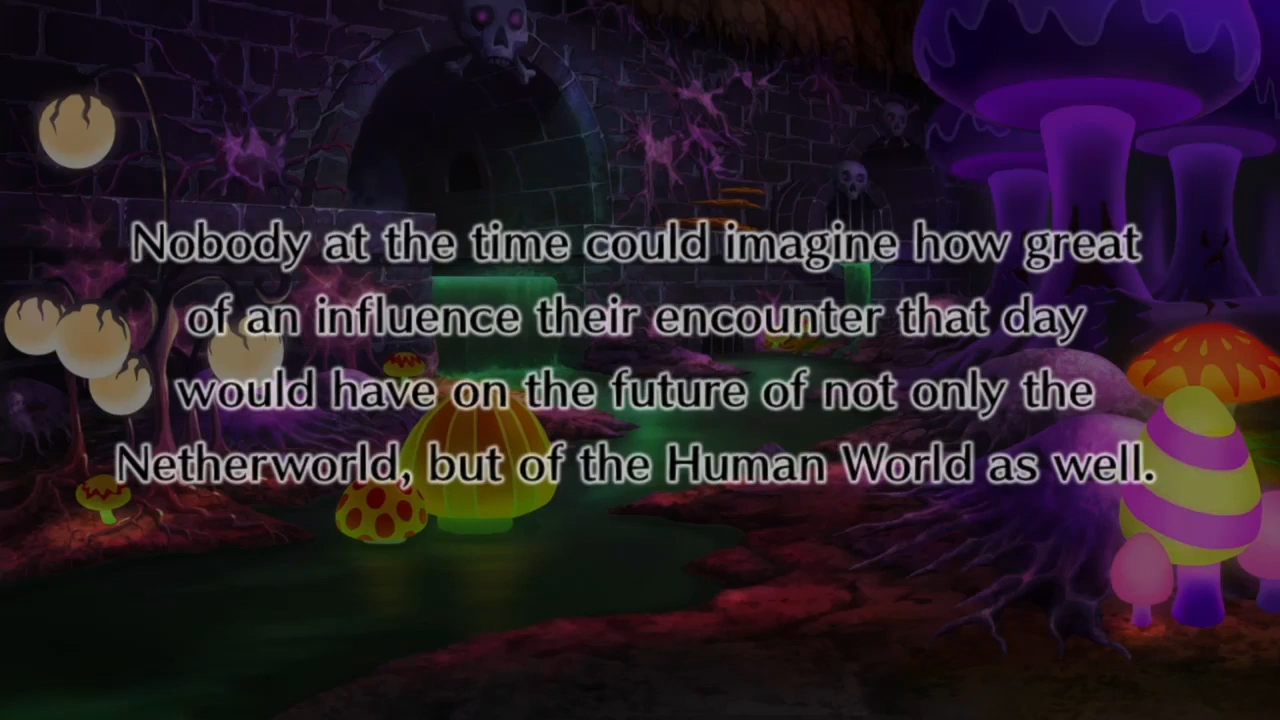 Nobody at the time could imagine how great
of an influence their encounter that day
would have on the future of not only the
Netherworld, but of the Human World as well.